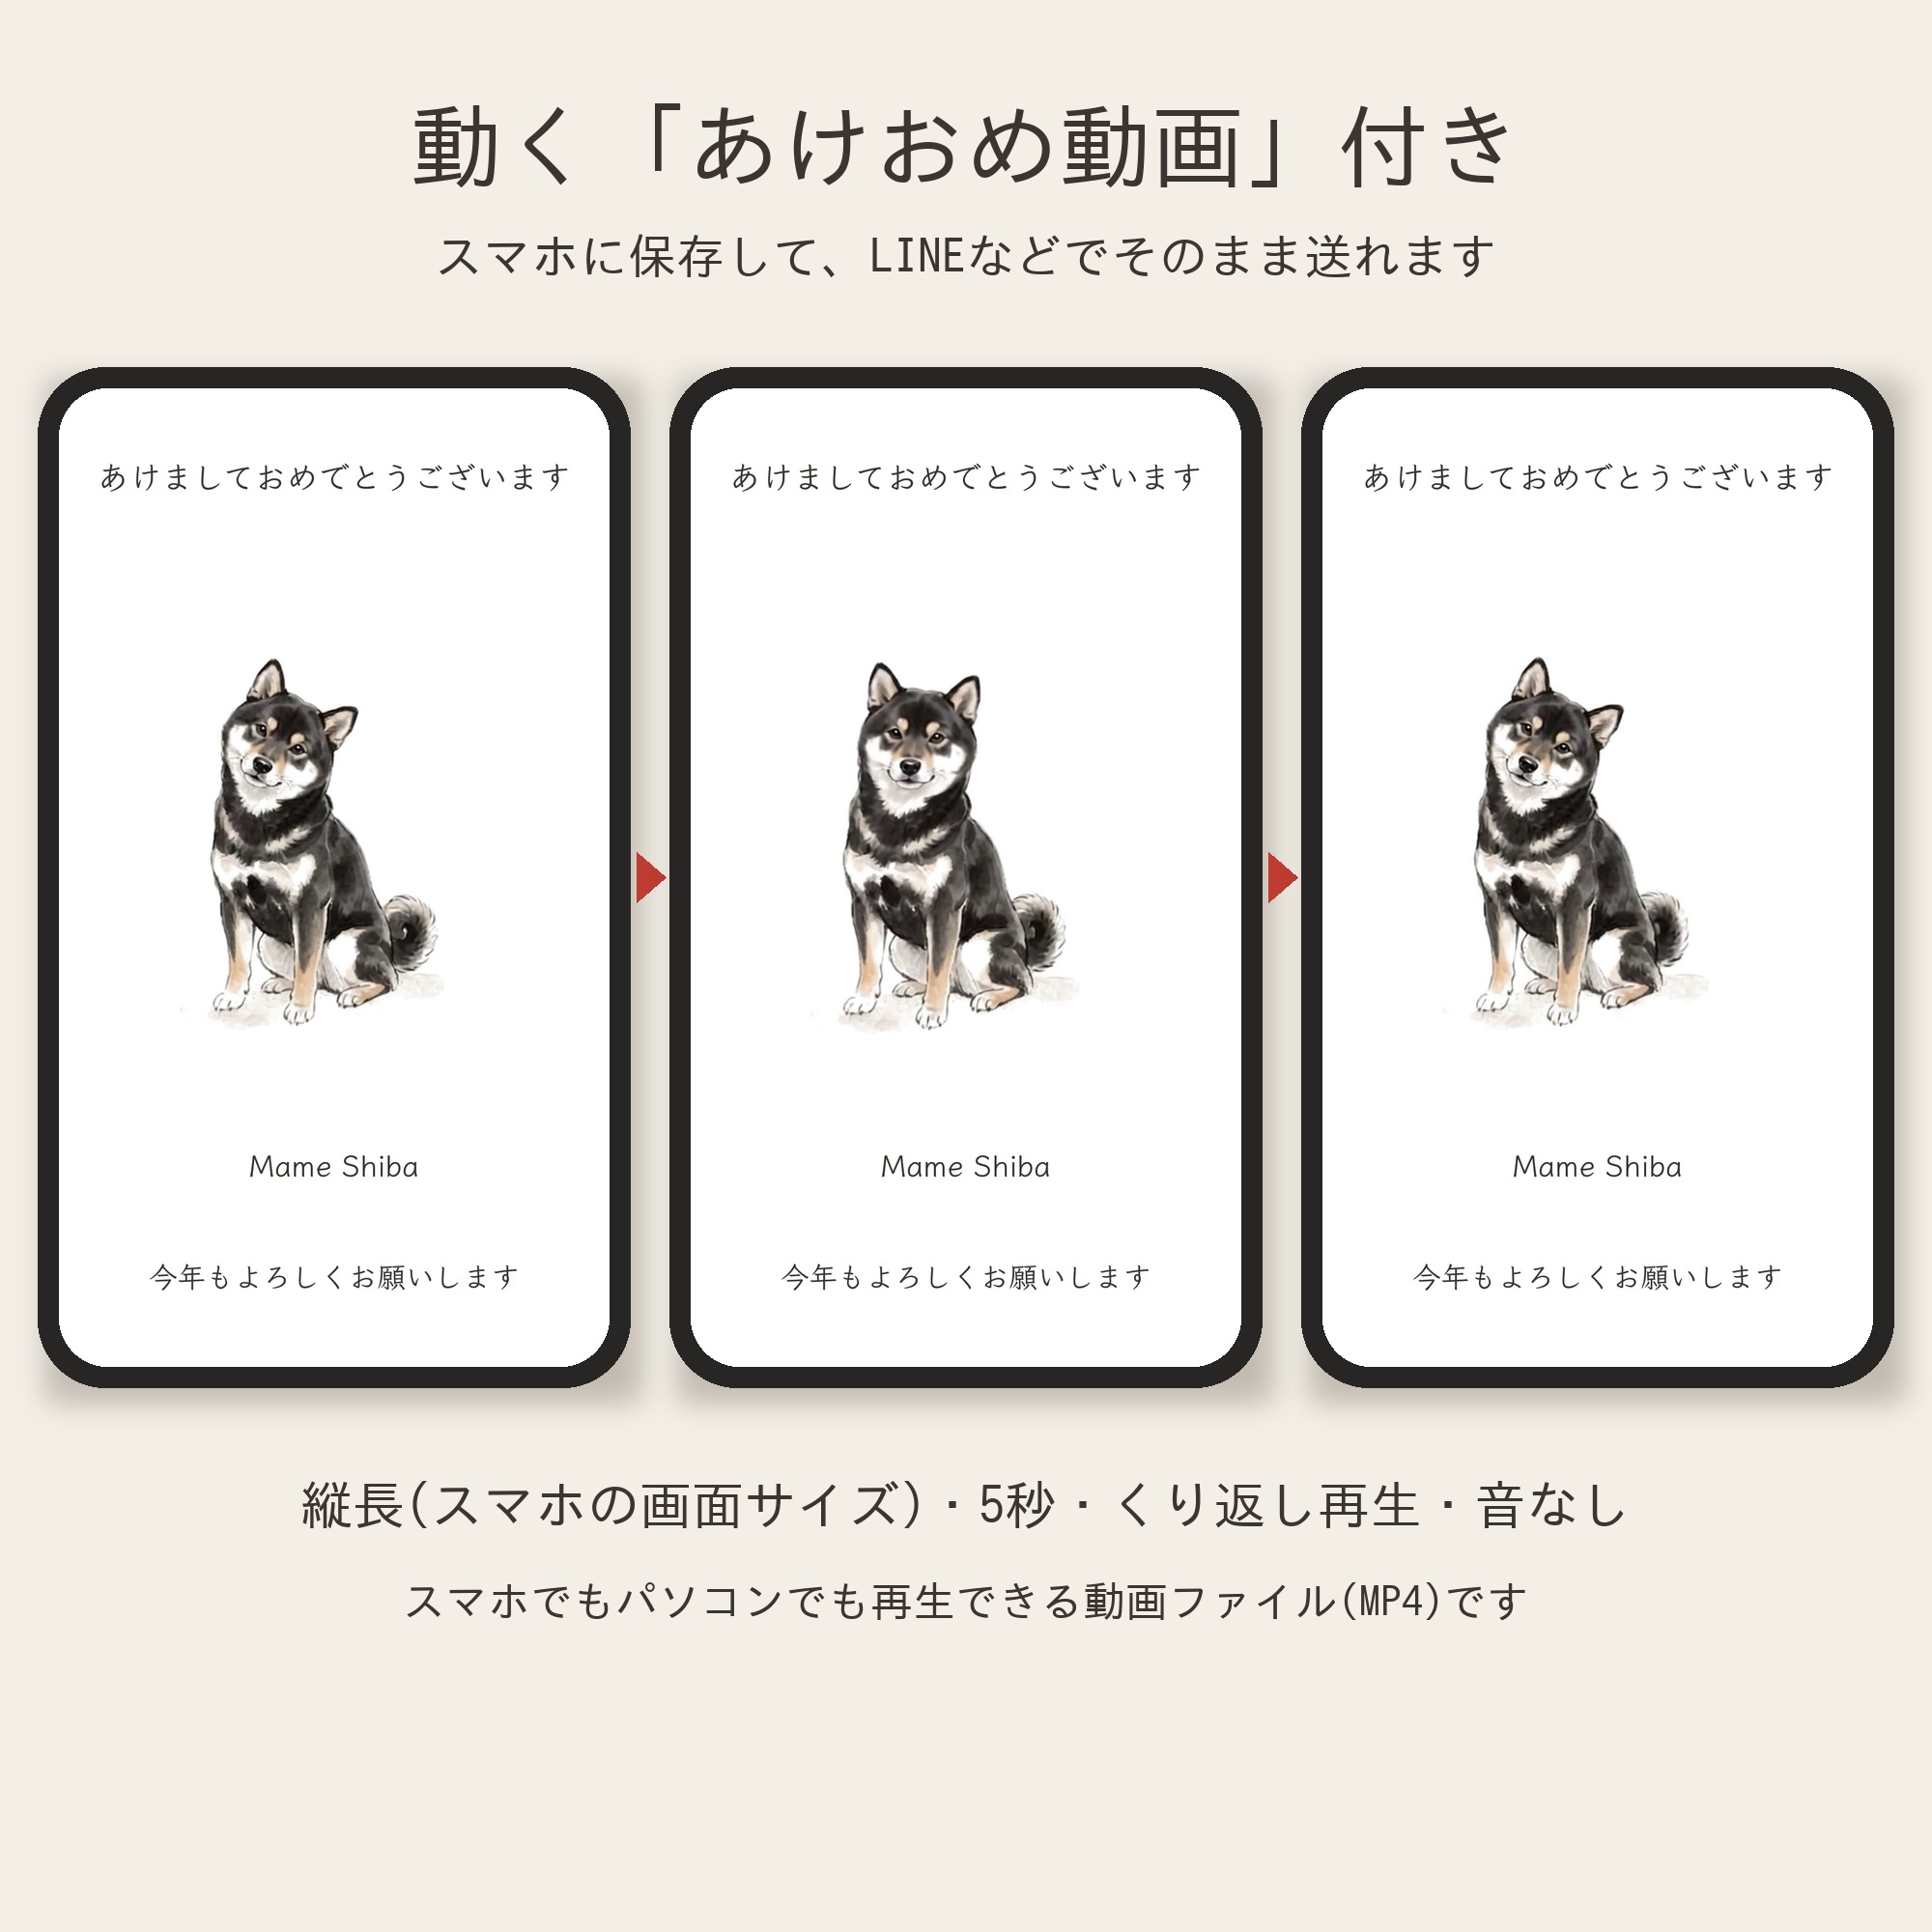 動く「あけおめ動画」付き
スマホに保存して、LINEなどでそのまま送れます
あけましておめでとうございます
Mame Shiba
今年もよろしくお願いします
あけましておめでとうございます
Mame Shiba
今年もよろしくお願いします
あけましておめでとうございます
Mame Shiba
今年もよろしくお願いします
縦長(スマホの画面サイズ)・5秒・くり返し再生・音なし
スマホでもパソコンでも再生できる動画ファイル(MP4)です